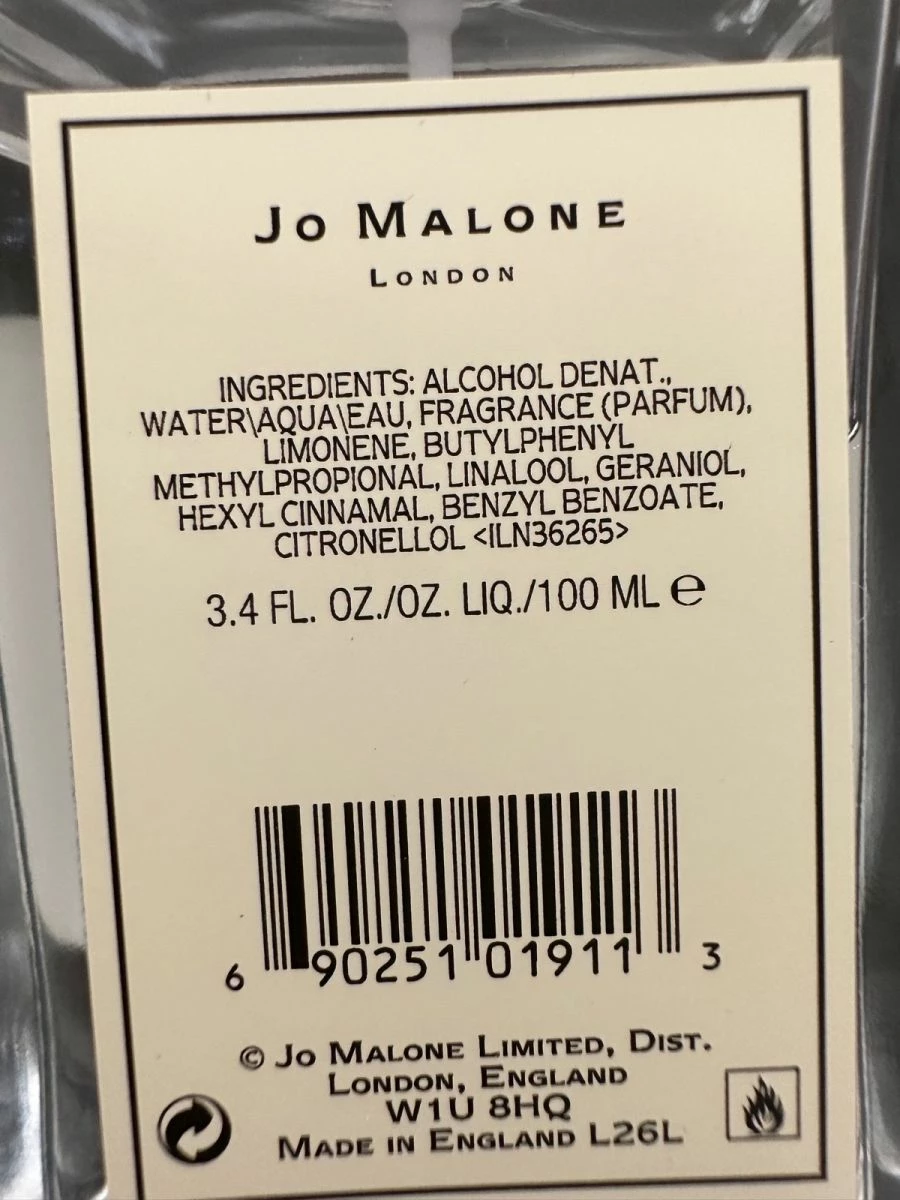 Jo MALONE
LONDON
INGREDIENTS: ALCOHOL DENAT.,
WATER\AQUA\EAU, FRAGRANCE (PARFUM),
LIMONENE, BUTYLPHENYL
METHYLPROPIONAL, LINALOOL, GERANIOL,
HEXYL CINNAMAL, BENZYL BENZOATE,
CITRONELLOL <ILN36265>
3.4 FL. OZ./OZ. LIQ./100 ML ℮
6 90251 01911 3
© Jo MALONE LIMITED, DIST.
LONDON, ENGLAND
W1U 8HQ
MADE IN ENGLAND L26L